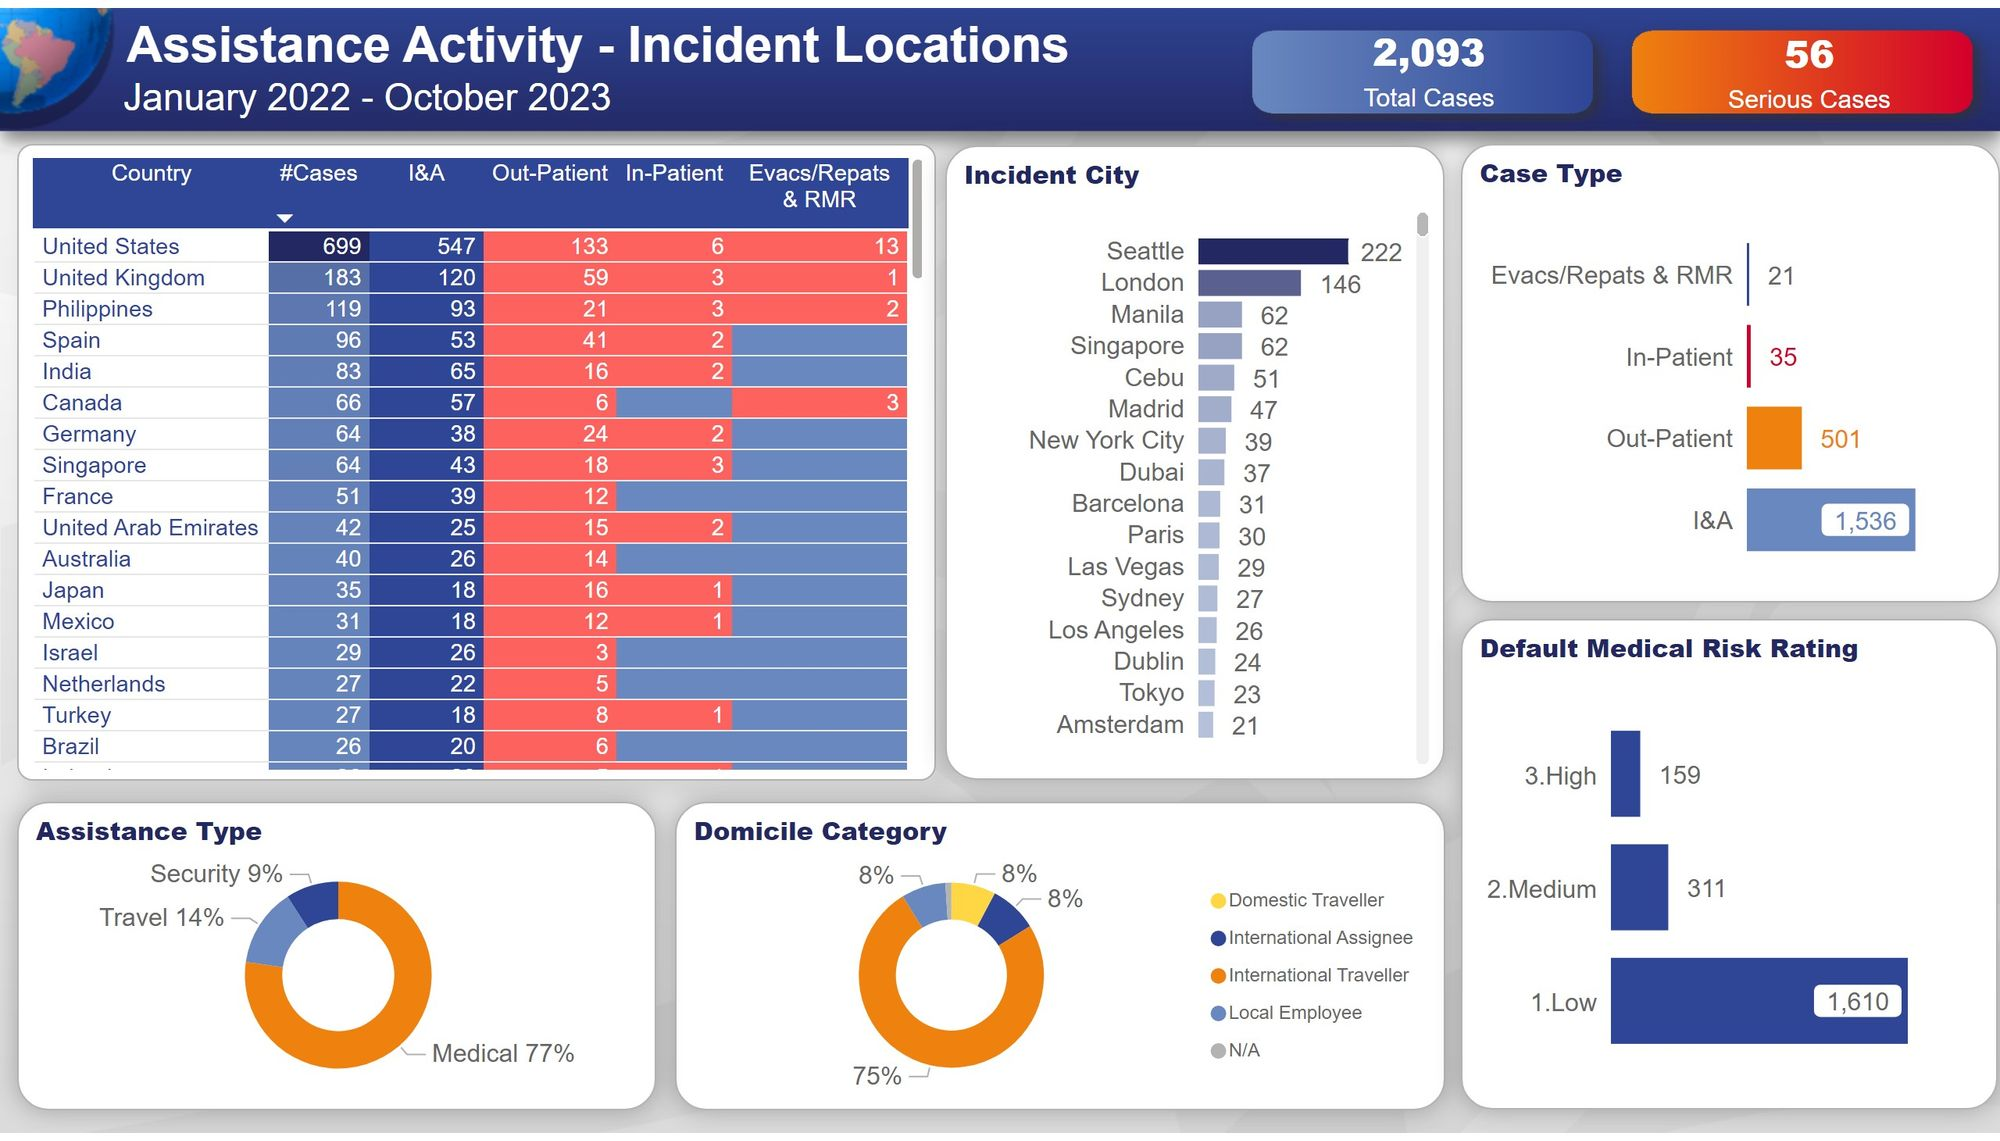 Assistance Activity - Incident Locations
January 2022 - October 2023
2,093
Total Cases
56
Serious Cases
Country #Cases I&A Out-Patient In-Patient Evacs/Repats
& RMR
United States 699 547 133 6 13
United Kingdom 183 120 59 3 1
Philippines 119 93 21 3 2
Spain 96 53 41 2
India 83 65 16 2
Canada 66 57 6 3
Germany 64 38 24 2
Singapore 64 43 18 3
France 51 39 12
United Arab Emirates 42 25 15 2
Australia 40 26 14
Japan 35 18 16 1
Mexico 31 18 12 1
Israel 29 26 3
Netherlands 27 22 5
Turkey 27 18 8 1
Brazil 26 20 6
Incident City
Seattle 222
London 146
Manila 62
Singapore 62
Cebu 51
Madrid 47
New York City 39
Dubai 37
Barcelona 31
Paris 30
Las Vegas 29
Sydney 27
Los Angeles 26
Dublin 24
Tokyo 23
Amsterdam 21
Case Type
Evacs/Repats & RMR 21
In-Patient 35
Out-Patient 501
I&A 1,536
Default Medical Risk Rating
3.High 159
2.Medium 311
1.Low 1,610
Assistance Type
Security 9%
Travel 14%
Medical 77%
Domicile Category
8% 8%
8%
75%
Domestic Traveller
International Assignee
International Traveller
Local Employee
N/A